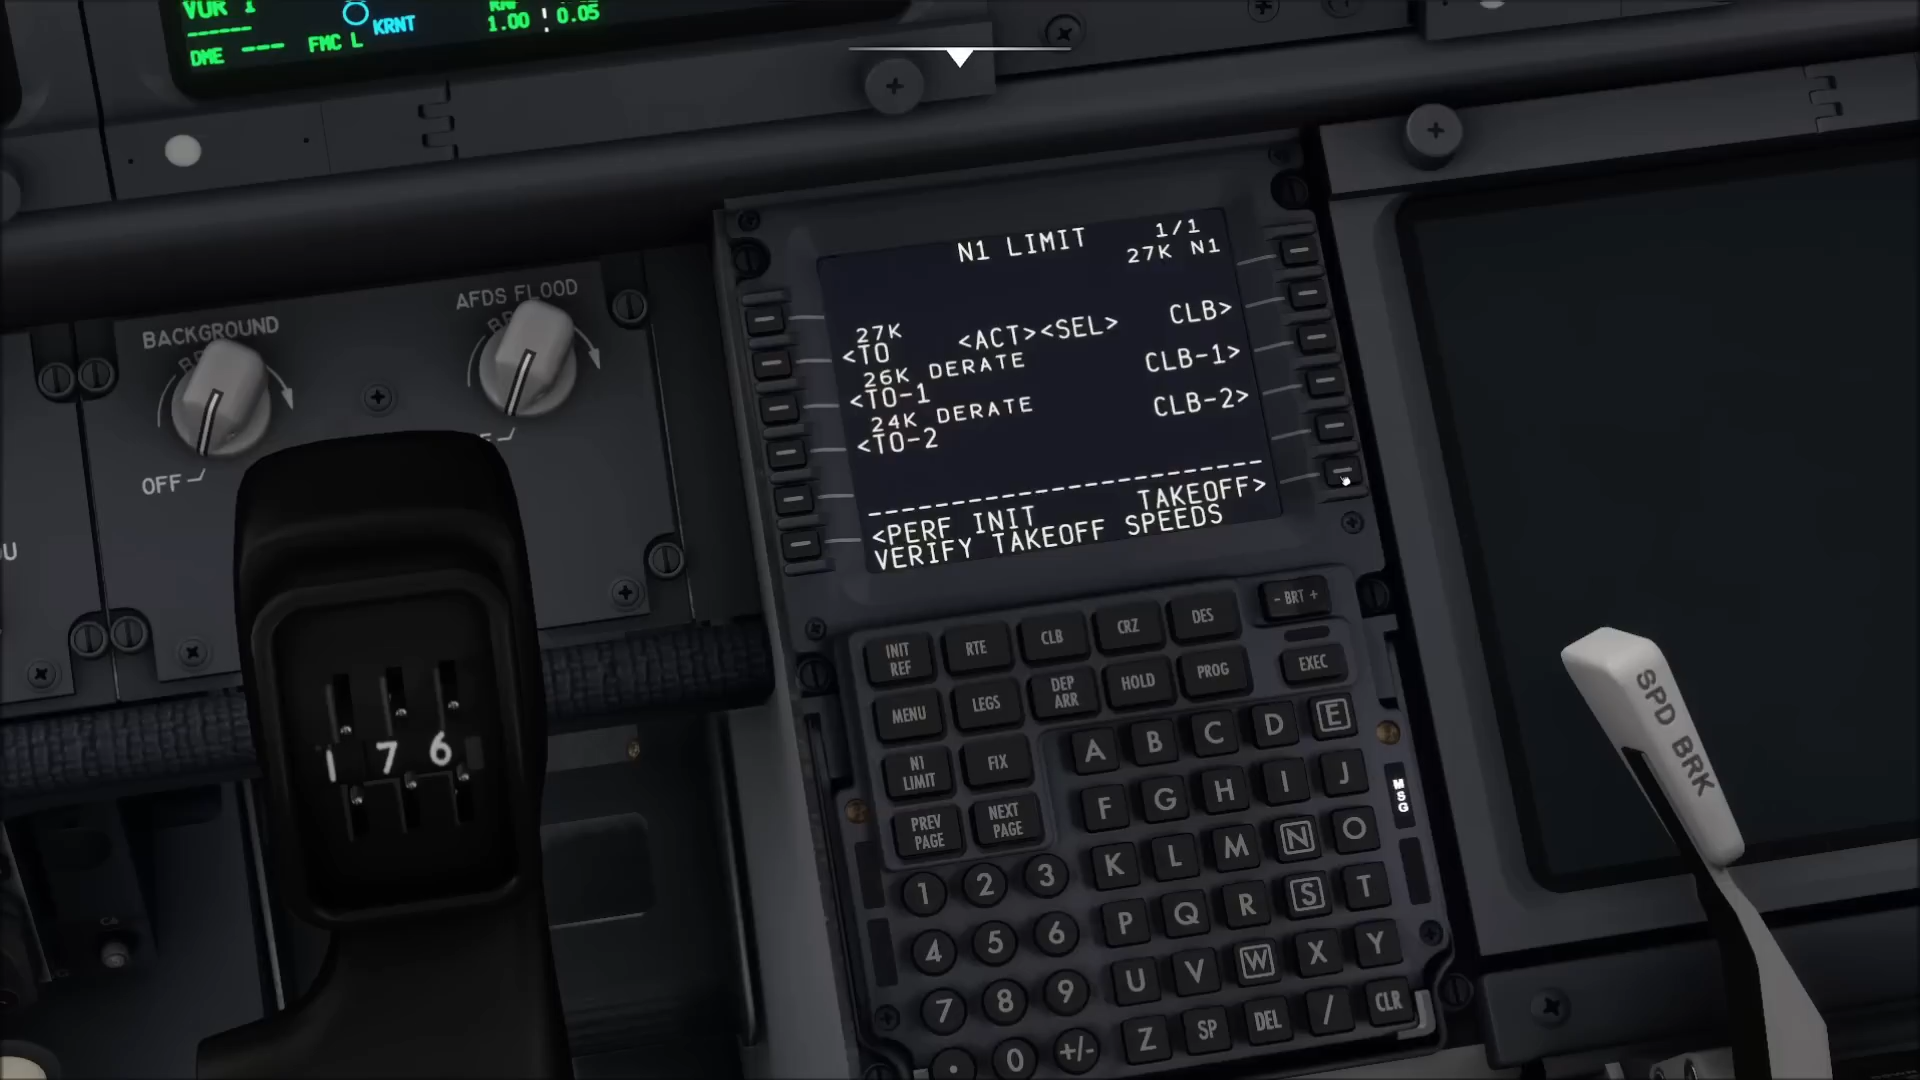 VOR 1
DME ---
FMC L
KRNT
1.00 0.05
BACKGROUND
OFF
AFDS FLOOD
N1 LIMIT 1/1
27K N1
27K
<TO <ACT><SEL> CLB>
26K DERATE
<TO-1 CLB-1>
24K DERATE
<TO-2 CLB-2>
<PERF INIT TAKEOFF>
VERIFY TAKEOFF SPEEDS
- BRT +
INIT REF
RTE
CLB
CRZ
DES
EXEC
MENU
LEGS
DEP ARR
HOLD
PROG
N1 LIMIT
FIX
PREV PAGE
NEXT PAGE
A B C D E
F G H I J
K L M N O
P Q R S T
U V W X Y
Z SP DEL / CLR
1 2 3
4 5 6
7 8 9
. 0 +/-
MSG
1 7 6
SPD BRK